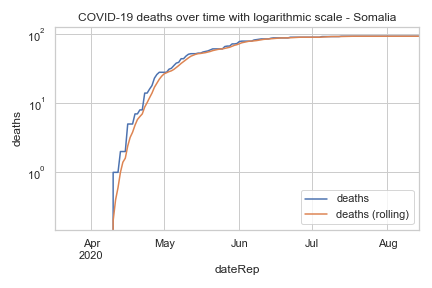 COVID-19 deaths over time with logarithmic scale - Somalia
10²
10¹
10⁰
deaths
deaths
deaths (rolling)
Apr
2020
May
Jun
Jul
Aug
dateRep